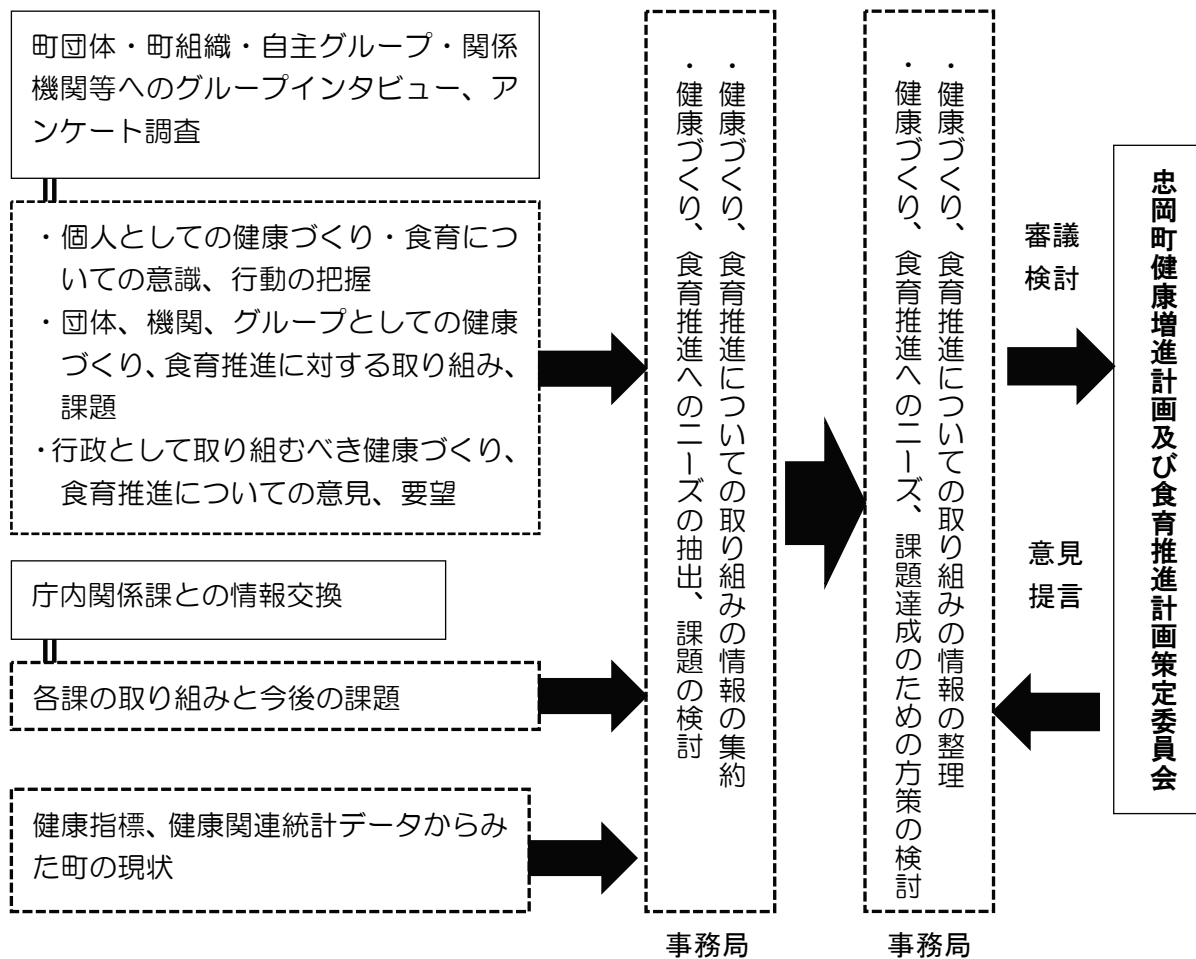 町団体・町組織・自主グループ・関係
機関等へのグループインタビュー、ア
ンケート調査
・個人としての健康づくり・食育につ
いての意識、行動の把握
・団体、機関、グループとしての健康
づくり、食育推進に対する取り組み、
課題
・行政として取り組むべき健康づくり、
食育推進についての意見、要望
庁内関係課との情報交換
各課の取り組みと今後の課題
健康指標、健康関連統計データからみ
た町の現状
・健康づくり、食育推進についての取り組みの情報の集約
・健康づくり、食育推進へのニーズの抽出、課題の検討
事務局
・健康づくり、食育推進についての取り組みの情報の整理
・健康づくり、食育推進へのニーズ、課題達成のための方策の検討
事務局
審議
検討
意見
提言
忠岡町健康増進計画及び食育推進計画策定委員会